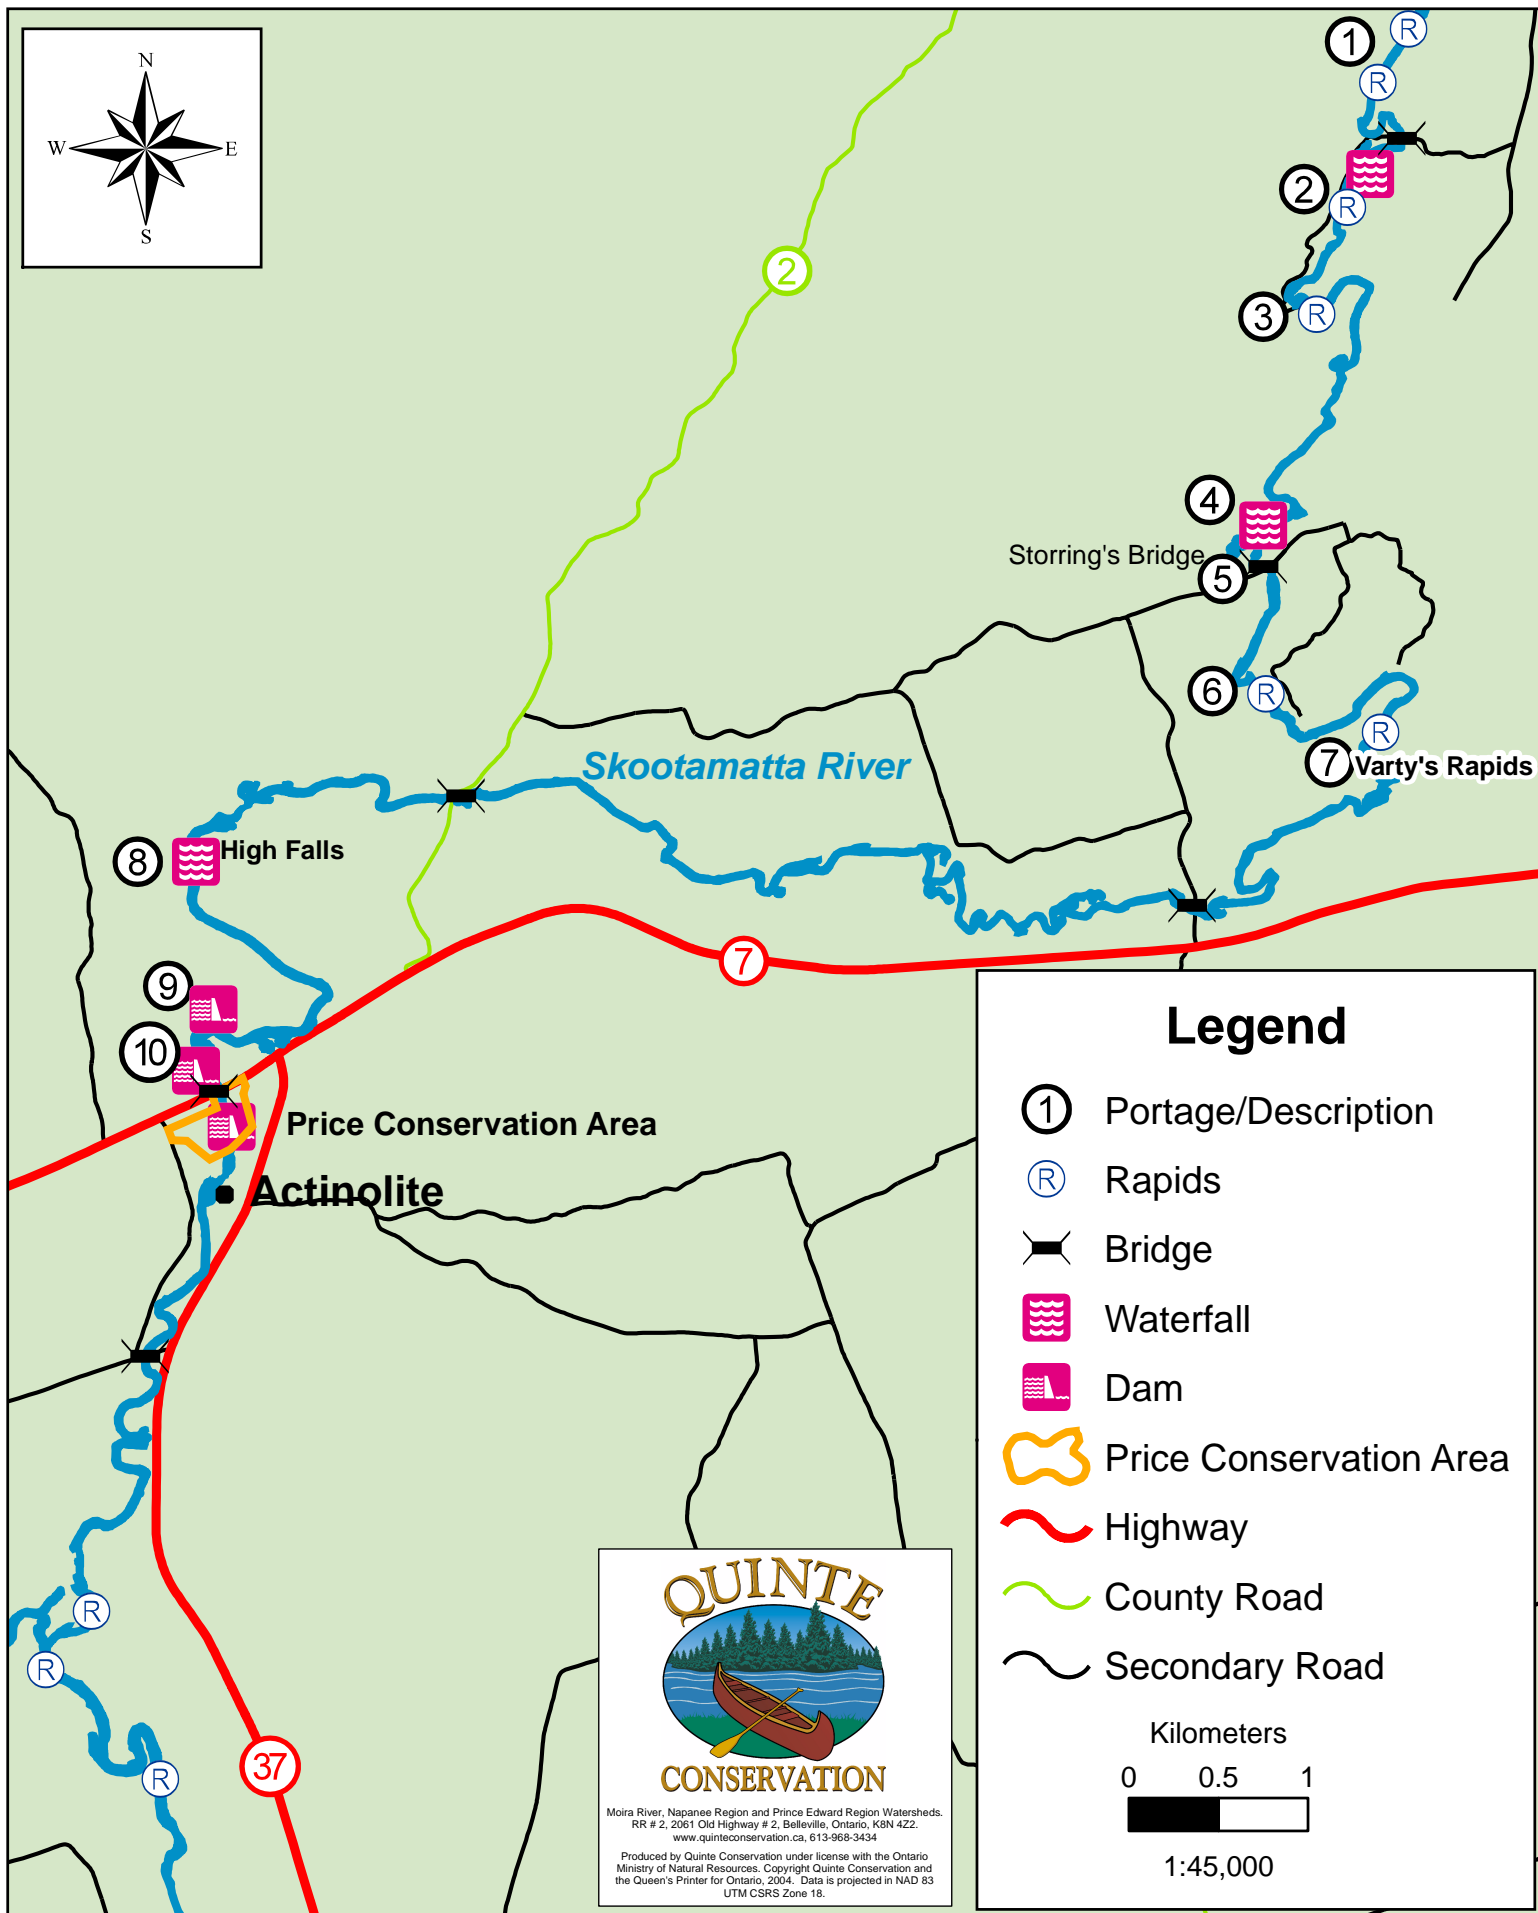 N
W
E
S
R
1
R
2
R
2
3
R
4
Storring's Bridge
5
6
R
R
7
Varty's Rapids
Skootamatta River
8
High Falls
7
9
10
Price Conservation Area
Actinolite
R
R
R
37
Legend
1 Portage/Description
R Rapids
Bridge
Waterfall
Dam
Price Conservation Area
Highway
County Road
Secondary Road
Kilometers
0 0.5 1
1:45,000
QUINTE
CONSERVATION
Moira River, Napanee Region and Prince Edward Region Watersheds.
RR # 2, 2061 Old Highway # 2, Belleville, Ontario, K8N 4Z2.
www.quinteconservation.ca, 613-968-3434
Produced by Quinte Conservation under license with the Ontario
Ministry of Natural Resources. Copyright Quinte Conservation and
the Queen's Printer for Ontario, 2004. Data is projected in NAD 83
UTM CSRS Zone 18.